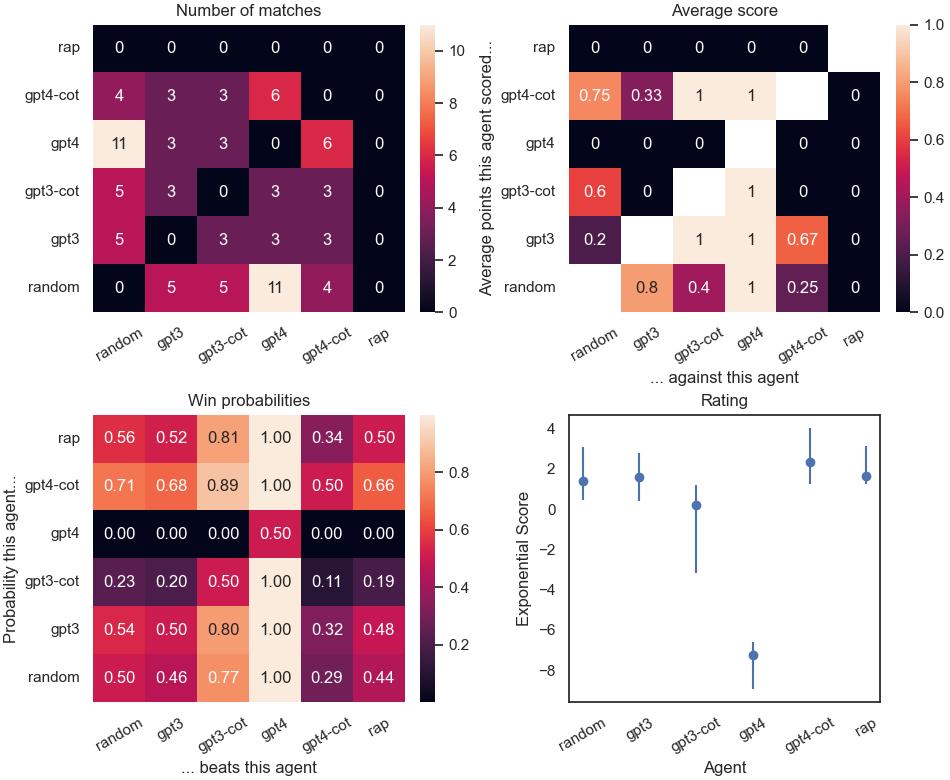 Number of matches
rap 0 0 0 0 0 0
gpt4-cot 4 3 3 6 0 0
gpt4 11 3 3 0 6 0
gpt3-cot 5 3 0 3 3 0
gpt3 5 0 3 3 3 0
random 0 5 5 11 4 0
random gpt3 gpt3-cot gpt4 gpt4-cot rap
10
8
6
4
2
0
Average score
Average points this agent scored...
rap 0 0 0 0 0
gpt4-cot 0.75 0.33 1 1 0
gpt4 0 0 0 0 0
gpt3-cot 0.6 0 1 0 0
gpt3 0.2 1 1 0.67 0
random 0.8 0.4 1 0.25 0
random gpt3 gpt3-cot gpt4 gpt4-cot rap
... against this agent
1.0
0.8
0.6
0.4
0.2
0.0
Win probabilities
Probability this agent...
rap 0.56 0.52 0.81 1.00 0.34 0.50
gpt4-cot 0.71 0.68 0.89 1.00 0.50 0.66
gpt4 0.00 0.00 0.00 0.50 0.00 0.00
gpt3-cot 0.23 0.20 0.50 1.00 0.11 0.19
gpt3 0.54 0.50 0.80 1.00 0.32 0.48
random 0.50 0.46 0.77 1.00 0.29 0.44
random gpt3 gpt3-cot gpt4 gpt4-cot rap
... beats this agent
0.8
0.6
0.4
0.2
Rating
Exponential Score
4
2
0
−2
−4
−6
−8
random gpt3 gpt3-cot gpt4 gpt4-cot rap
Agent